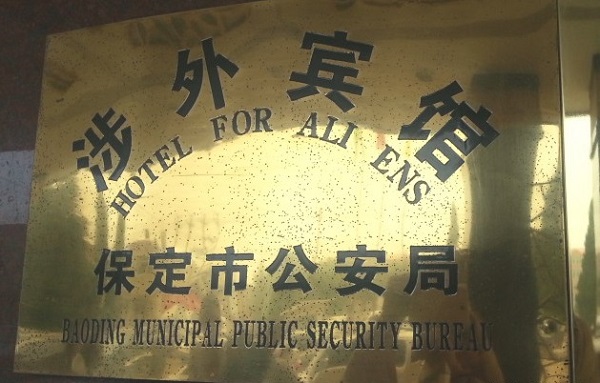 涉外宾馆
HOTEL FOR ALI ENS
保定市公安局
BAODING MUNICIPAL PUBLIC SECURITY BUREAU